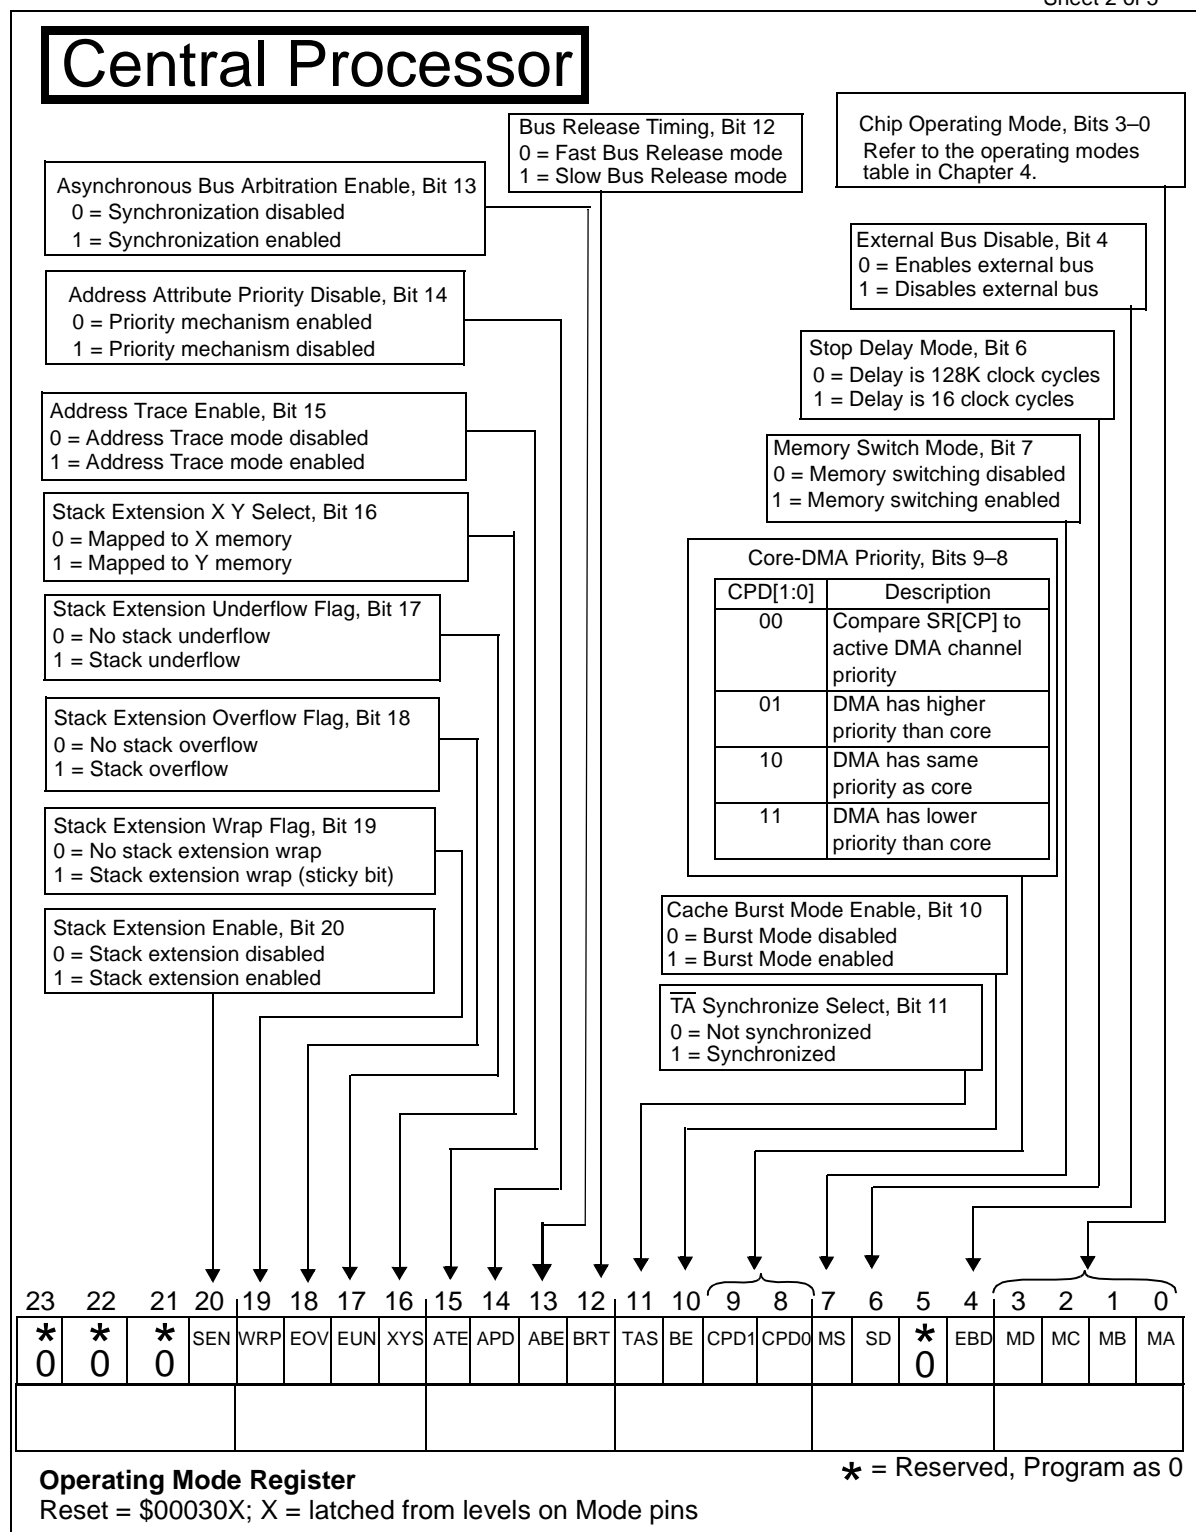 Central Processor
Bus Release Timing, Bit 12
0 = Fast Bus Release mode
1 = Slow Bus Release mode
Chip Operating Mode, Bits 3–0
Refer to the operating modes
table in Chapter 4.
Asynchronous Bus Arbitration Enable, Bit 13
0 = Synchronization disabled
1 = Synchronization enabled
External Bus Disable, Bit 4
0 = Enables external bus
1 = Disables external bus
Address Attribute Priority Disable, Bit 14
0 = Priority mechanism enabled
1 = Priority mechanism disabled
Stop Delay Mode, Bit 6
0 = Delay is 128K clock cycles
1 = Delay is 16 clock cycles
Address Trace Enable, Bit 15
0 = Address Trace mode disabled
1 = Address Trace mode enabled
Memory Switch Mode, Bit 7
0 = Memory switching disabled
1 = Memory switching enabled
Stack Extension X Y Select, Bit 16
0 = Mapped to X memory
1 = Mapped to Y memory
Core-DMA Priority, Bits 9–8
CPD[1:0] Description
00 Compare SR[CP] to
active DMA channel
priority
01 DMA has higher
priority than core
10 DMA has same
priority as core
11 DMA has lower
priority than core
Stack Extension Underflow Flag, Bit 17
0 = No stack underflow
1 = Stack underflow
Stack Extension Overflow Flag, Bit 18
0 = No stack overflow
1 = Stack overflow
Stack Extension Wrap Flag, Bit 19
0 = No stack extension wrap
1 = Stack extension wrap (sticky bit)
Cache Burst Mode Enable, Bit 10
0 = Burst Mode disabled
1 = Burst Mode enabled
Stack Extension Enable, Bit 20
0 = Stack extension disabled
1 = Stack extension enabled
TA Synchronize Select, Bit 11
0 = Not synchronized
1 = Synchronized
23 22 21 20 19 18 17 16 15 14 13 12 11 10 9 8 7 6 5 4 3 2 1 0
* * * SEN WRP EOV EUN XYS ATE APD ABE BRT TAS BE CPD1 CPD0 MS SD * EBD MD MC MB MA
0 0 0 0
Operating Mode Register
* = Reserved, Program as 0
Reset = $00030X; X = latched from levels on Mode pins